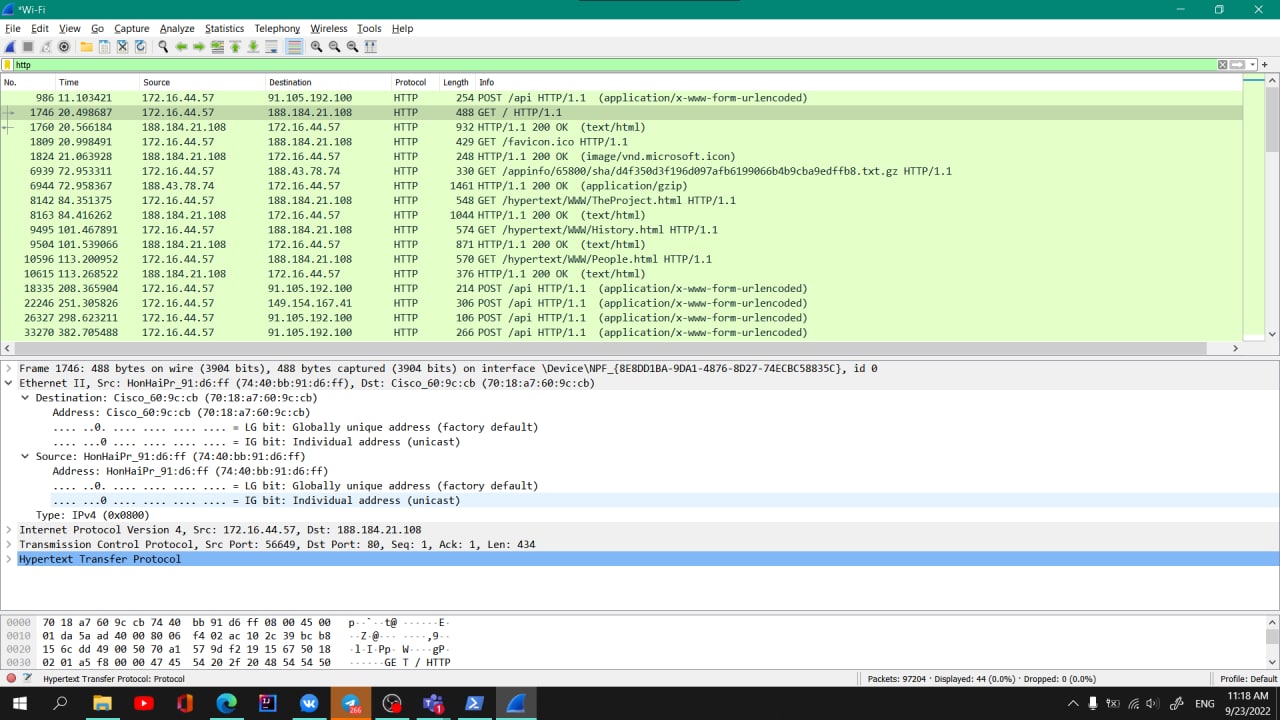 *Wi-Fi
File Edit View Go Capture Analyze Statistics Telephony Wireless Tools Help
http
No. Time Source Destination Protocol Length Info
986 11.103421 172.16.44.57 91.105.192.100 HTTP 254 POST /api HTTP/1.1 (application/x-www-form-urlencoded)
1746 20.498687 172.16.44.57 188.184.21.108 HTTP 488 GET / HTTP/1.1
1760 20.566184 188.184.21.108 172.16.44.57 HTTP 932 HTTP/1.1 200 OK (text/html)
1809 20.998491 172.16.44.57 188.184.21.108 HTTP 429 GET /favicon.ico HTTP/1.1
1824 21.063928 188.184.21.108 172.16.44.57 HTTP 248 HTTP/1.1 200 OK (image/vnd.microsoft.icon)
6939 72.953311 172.16.44.57 188.43.78.74 HTTP 330 GET /appinfo/65800/sha/d4f350d3f196d097afb6199066b4b9cba9edffb8.txt.gz HTTP/1.1
6944 72.958367 188.43.78.74 172.16.44.57 HTTP 1461 HTTP/1.1 200 OK (application/gzip)
8142 84.351375 172.16.44.57 188.184.21.108 HTTP 548 GET /hypertext/WWW/TheProject.html HTTP/1.1
8163 84.416262 188.184.21.108 172.16.44.57 HTTP 1044 HTTP/1.1 200 OK (text/html)
9495 101.467891 172.16.44.57 188.184.21.108 HTTP 574 GET /hypertext/WWW/History.html HTTP/1.1
9504 101.539066 188.184.21.108 172.16.44.57 HTTP 871 HTTP/1.1 200 OK (text/html)
10596 113.200952 172.16.44.57 188.184.21.108 HTTP 570 GET /hypertext/WWW/People.html HTTP/1.1
10615 113.268522 188.184.21.108 172.16.44.57 HTTP 376 HTTP/1.1 200 OK (text/html)
18335 208.365904 172.16.44.57 91.105.192.100 HTTP 214 POST /api HTTP/1.1 (application/x-www-form-urlencoded)
22246 251.305826 172.16.44.57 149.154.167.41 HTTP 306 POST /api HTTP/1.1 (application/x-www-form-urlencoded)
26327 298.623211 172.16.44.57 91.105.192.100 HTTP 106 POST /api HTTP/1.1 (application/x-www-form-urlencoded)
33270 382.705488 172.16.44.57 91.105.192.100 HTTP 266 POST /api HTTP/1.1 (application/x-www-form-urlencoded)
Frame 1746: 488 bytes on wire (3904 bits), 488 bytes captured (3904 bits) on interface \Device\NPF_{8E8DD1BA-9DA1-4876-8D27-74ECBC58835C}, id 0
Ethernet II, Src: HonHaiPr_91:d6:ff (74:40:bb:91:d6:ff), Dst: Cisco_60:9c:cb (70:18:a7:60:9c:cb)
Destination: Cisco_60:9c:cb (70:18:a7:60:9c:cb)
Address: Cisco_60:9c:cb (70:18:a7:60:9c:cb)
.... ..0. .... .... .... .... = LG bit: Globally unique address (factory default)
.... ...0 .... .... .... .... = IG bit: Individual address (unicast)
Source: HonHaiPr_91:d6:ff (74:40:bb:91:d6:ff)
Address: HonHaiPr_91:d6:ff (74:40:bb:91:d6:ff)
.... ..0. .... .... .... .... = LG bit: Globally unique address (factory default)
.... ...0 .... .... .... .... = IG bit: Individual address (unicast)
Type: IPv4 (0x0800)
Internet Protocol Version 4, Src: 172.16.44.57, Dst: 188.184.21.108
Transmission Control Protocol, Src Port: 56649, Dst Port: 80, Seq: 1, Ack: 1, Len: 434
Hypertext Transfer Protocol
0000 70 18 a7 60 9c cb 74 40 bb 91 d6 ff 08 00 45 00 p··`··t@ ······E·
0010 01 da 5a ad 40 00 80 06 f4 02 ac 10 2c 39 bc b8 ··Z·@··· ····,9··
0020 15 6c dd 49 00 50 70 a1 57 9d f2 19 15 67 50 18 ·l·I·Pp· W····gP·
0030 02 01 a5 f8 00 00 47 45 54 20 2f 20 48 54 54 50 ······GE T / HTTP
Hypertext Transfer Protocol: Protocol Packets: 97204 · Displayed: 44 (0.0%) · Dropped: 0 (0.0%) Profile: Default
266
ENG
11:18 AM
9/23/2022